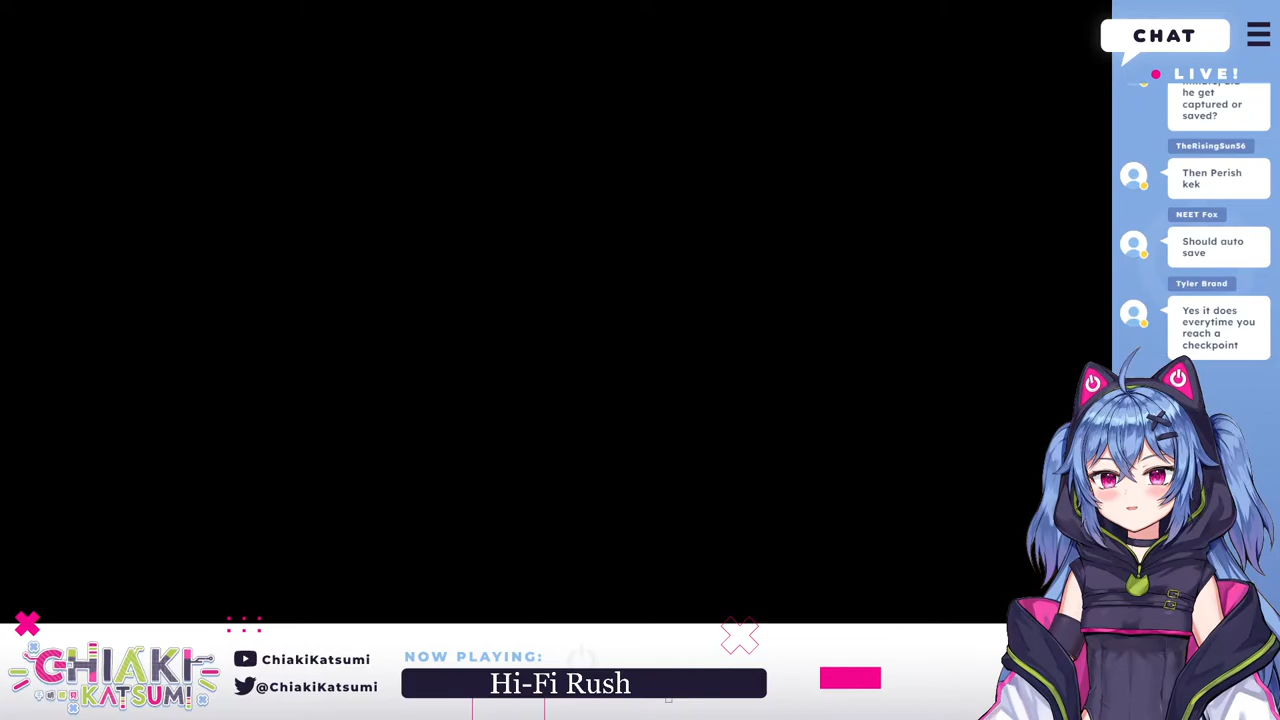 CHAT
LIVE!
he get
captured or
saved?
TheRisingSun56
Then Perish
kek
NEET Fox
Should auto
save
Tyler Brand
Yes it does
everytime you
reach a
checkpoint
CHIAKI
KATSUMI
ChiakiKatsumi
@ChiakiKatsumi
NOW PLAYING:
Hi-Fi Rush